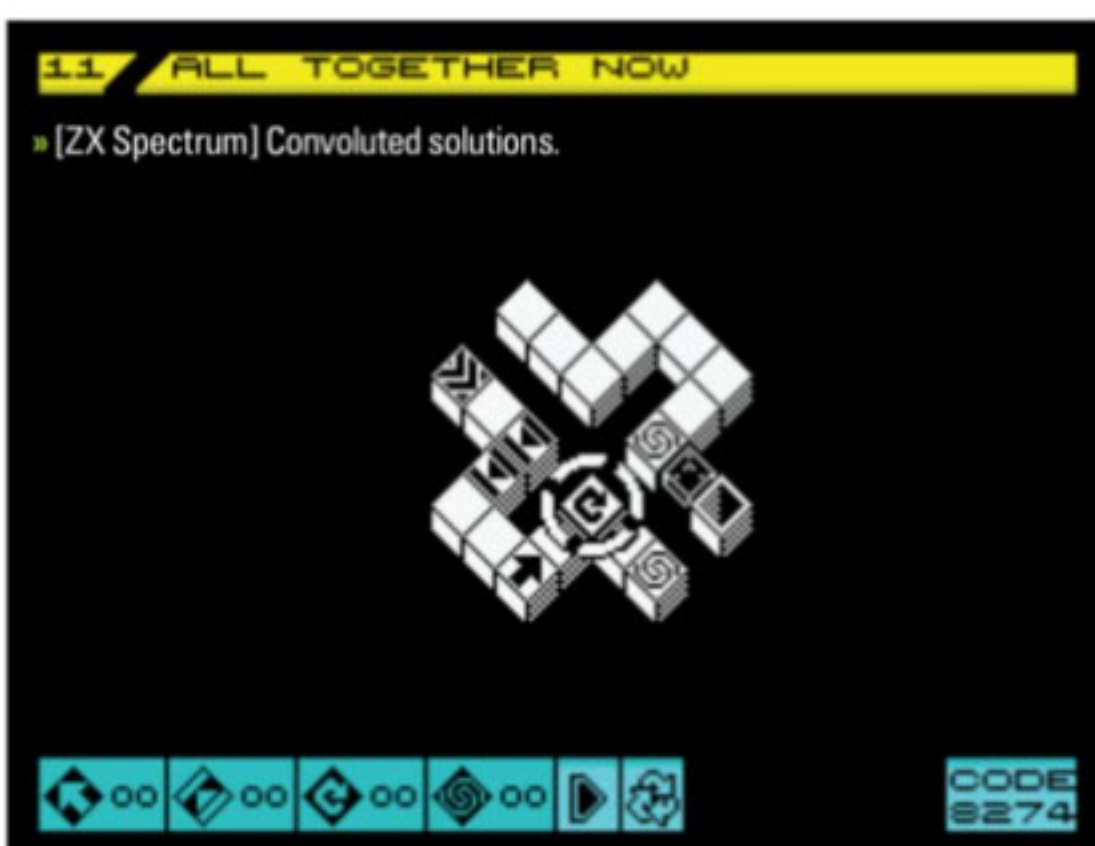 11 ALL TOGETHER NOW
» [ZX Spectrum] Convoluted solutions.
00 00 00 00
CODE
8274